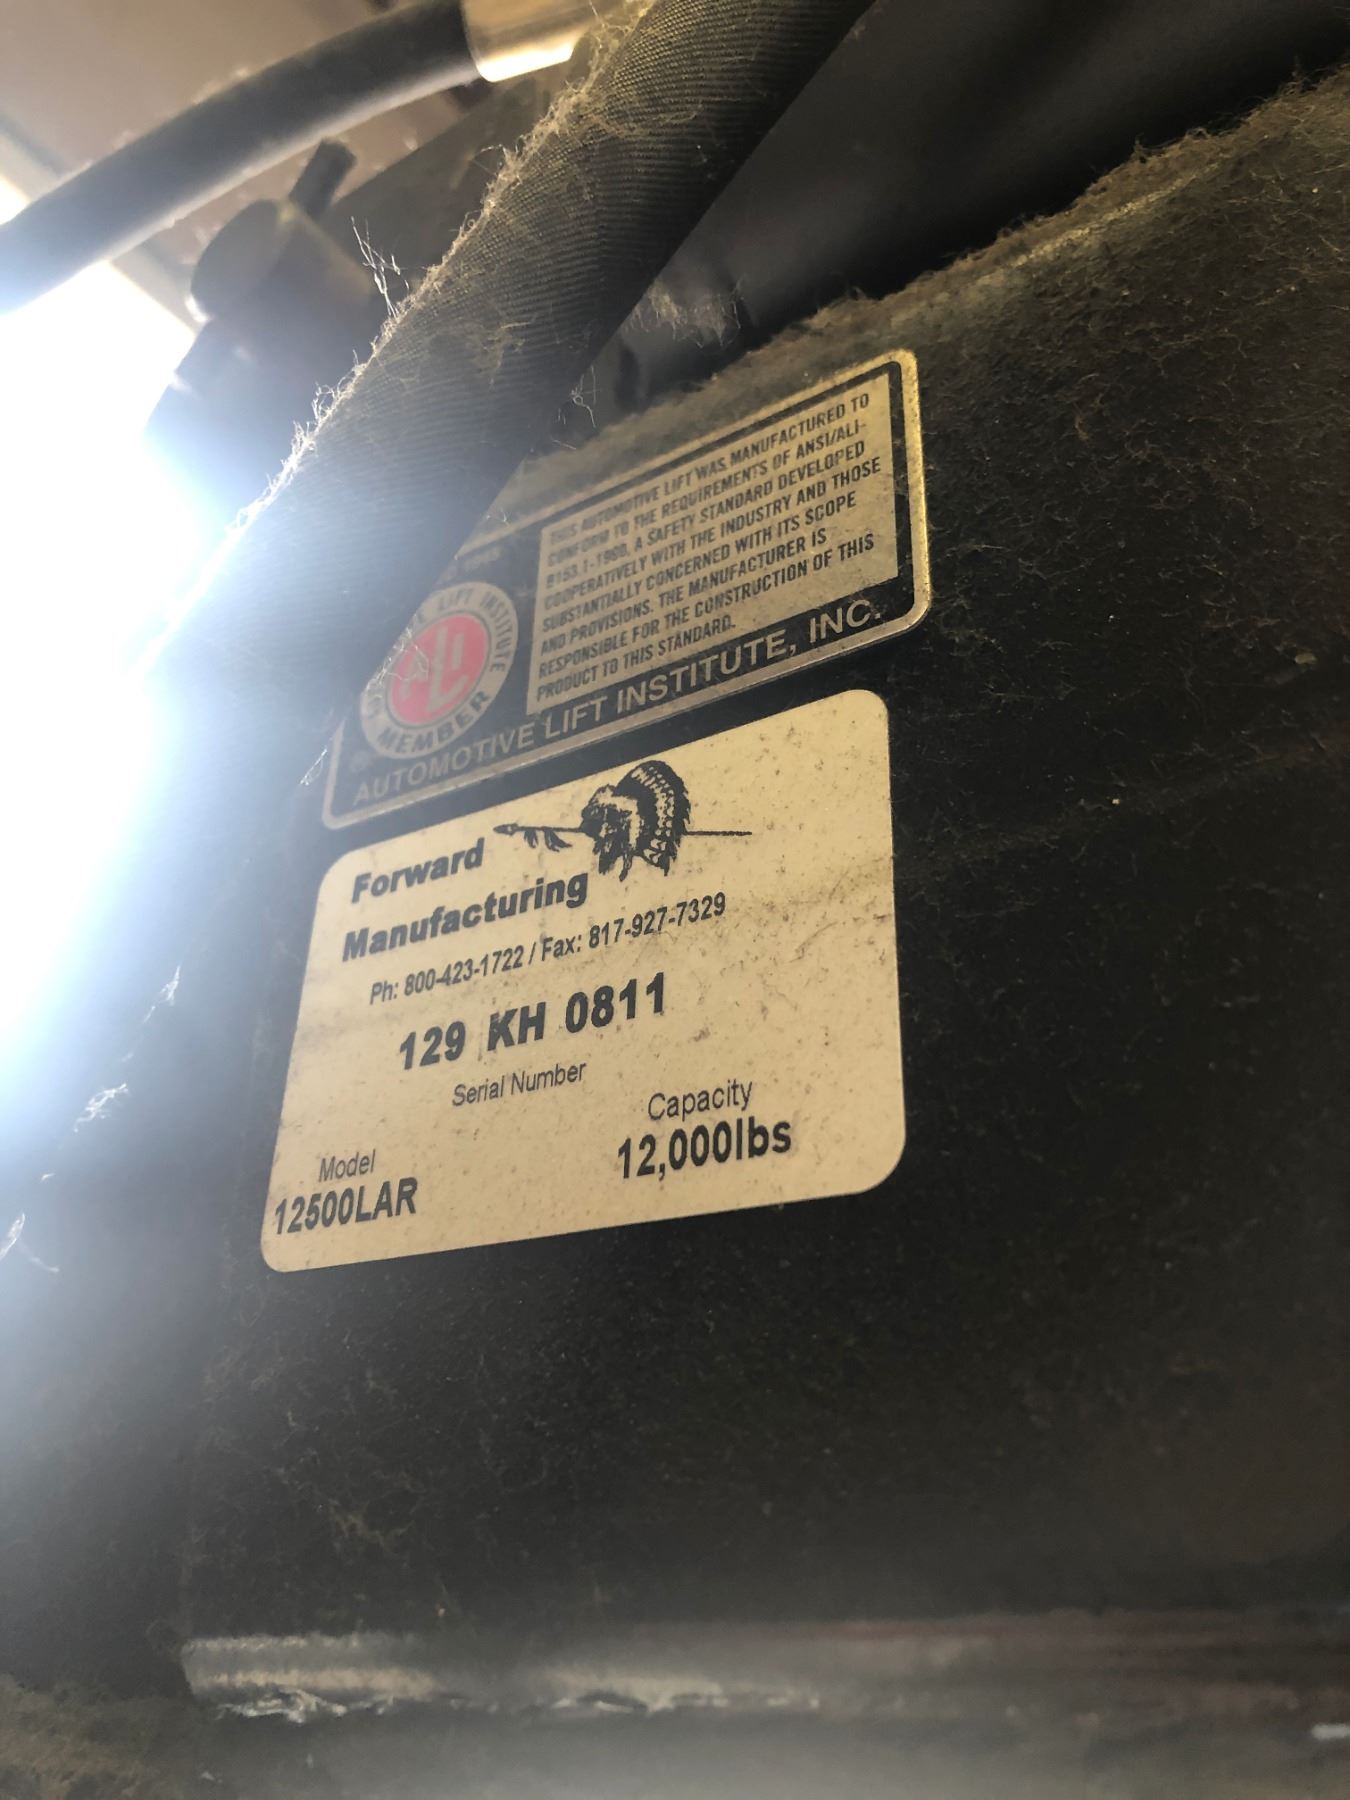 THIS AUTOMOTIVE LIFT WAS MANUFACTURED TO
CONFORM TO THE REQUIREMENTS OF ANSI/ALI-
B153.1-1990, A SAFETY STANDARD DEVELOPED
COOPERATIVELY WITH THE INDUSTRY AND THOSE
SUBSTANTIALLY CONCERNED WITH ITS SCOPE
AND PROVISIONS. THE MANUFACTURER IS
RESPONSIBLE FOR THE CONSTRUCTION OF THIS
PRODUCT TO THIS STANDARD.
LIFT INSTITUTE
ALI
MEMBER
AUTOMOTIVE LIFT INSTITUTE, INC.
Forward
Manufacturing
Ph: 800-423-1722 / Fax: 817-927-7329
129 KH 0811
Serial Number
Model
12500LAR
Capacity
12,000lbs